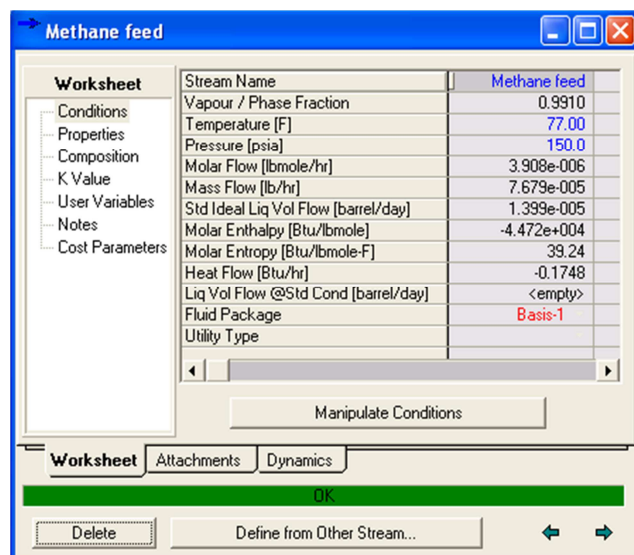 Methane feed
Worksheet
Conditions
Properties
Composition
K Value
User Variables
Notes
Cost Parameters
Stream Name Methane feed
Vapour / Phase Fraction 0.9910
Temperature [F] 77.00
Pressure [psia] 150.0
Molar Flow [lbmole/hr] 3.908e-006
Mass Flow [lb/hr] 7.679e-005
Std Ideal Liq Vol Flow [barrel/day] 1.399e-005
Molar Enthalpy [Btu/lbmole] -4.472e+004
Molar Entropy [Btu/lbmole-F] 39.24
Heat Flow [Btu/hr] -0.1748
Liq Vol Flow @Std Cond [barrel/day] <empty>
Fluid Package Basis-1
Utility Type
Manipulate Conditions
Worksheet Attachments Dynamics
OK
Delete Define from Other Stream...